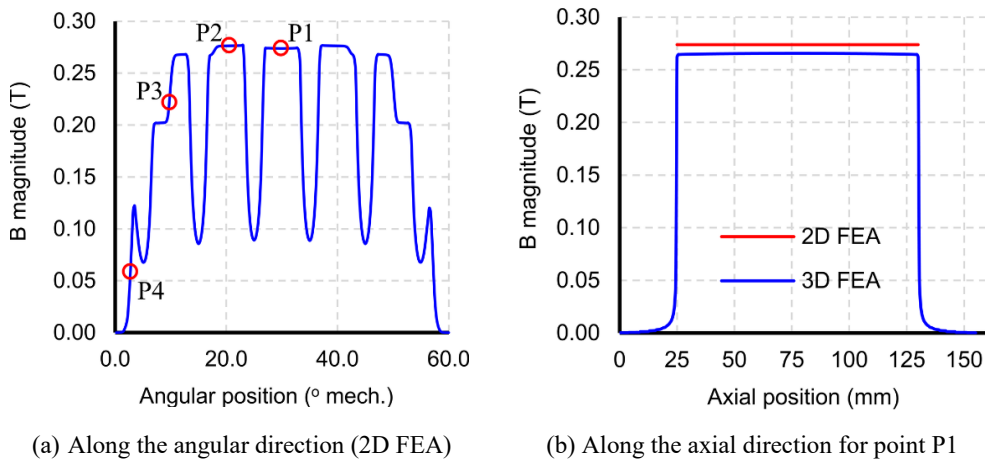 0.30
0.25
0.20
0.15
0.10
0.05
0.00
B magnitude (T)
P2
P1
P3
P4
0.0
20.0
40.0
60.0
Angular position (º mech.)
(a) Along the angular direction (2D FEA)
0.30
0.25
0.20
0.15
0.10
0.05
0.00
B magnitude (T)
2D FEA
3D FEA
0
25
50
75
100
125
150
Axial position (mm)
(b) Along the axial direction for point P1